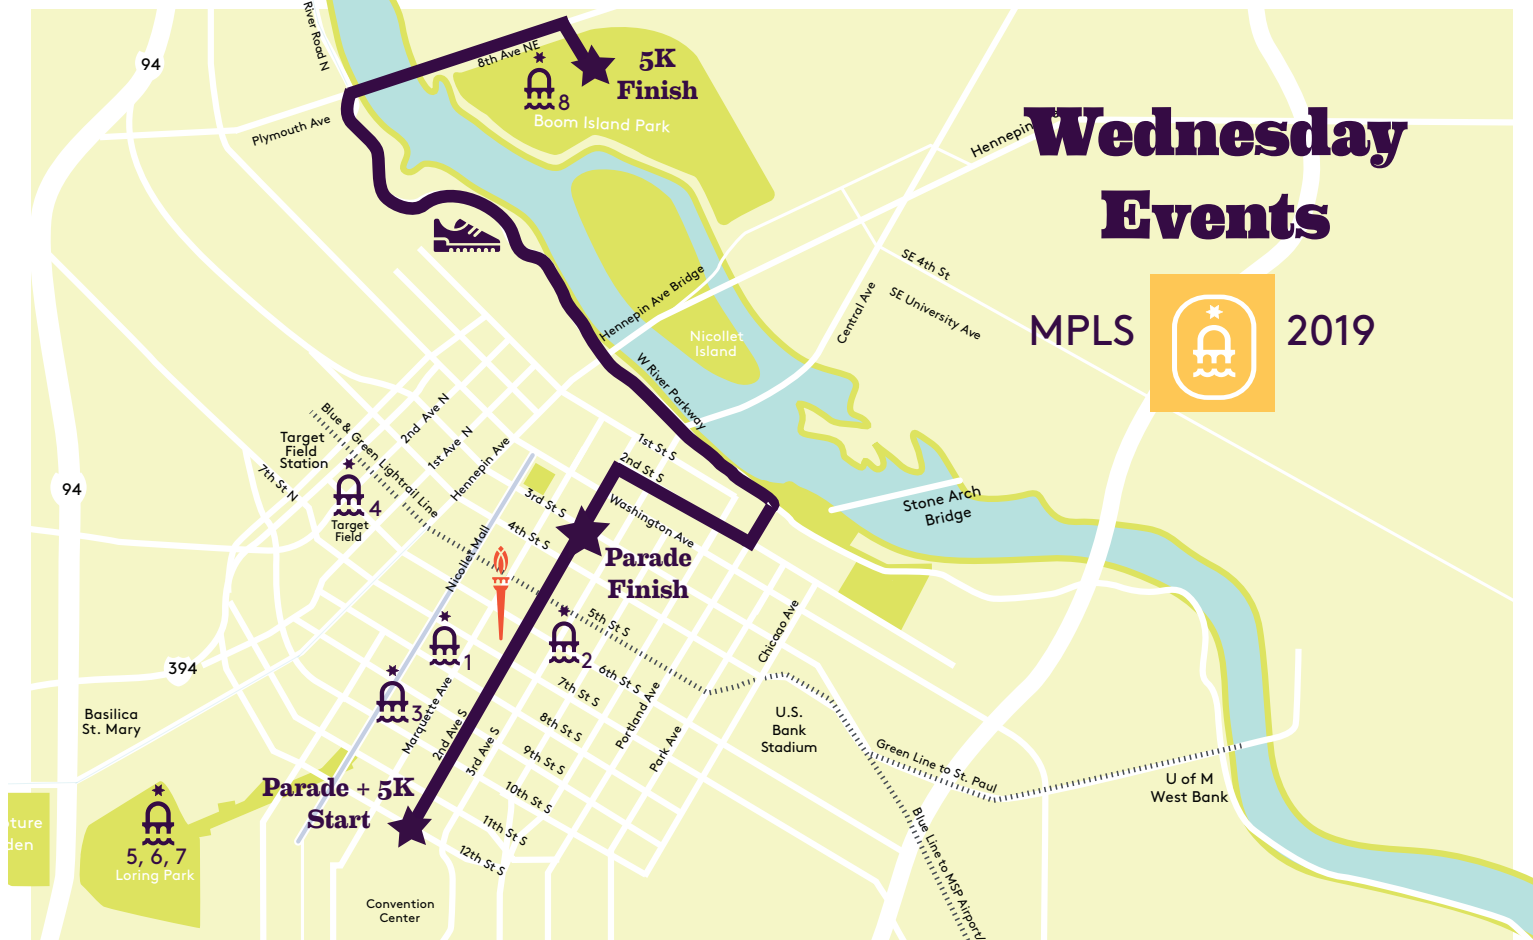 Wednesday
Events
MPLS
2019
River Road N
94
8th Ave NE
5K
Finish
8
Boom Island Park
Plymouth Ave
Hennepin
SE 4th St
SE University Ave
Central Ave
Hennepin Ave Bridge
Nicollet
Island
W River Parkway
2nd Ave N
1st Ave N
Hennepin Ave
Blue & Green Lightrail Line
Target
Field
Station
7th St N
4
Target
Field
94
1st St S
2nd St S
Washington Ave
3rd St S
4th St S
Nicollet Mall
Stone Arch
Bridge
Parade
Finish
1
2
3
5th St S
6th St S
7th St S
8th St S
9th St S
10th St S
11th St S
12th St S
Chicago Ave
Portland Ave
Park Ave
Marquette Ave
2nd Ave S
3rd Ave S
394
Basilica
St. Mary
U.S.
Bank
Stadium
Green Line to St. Paul
U of M
West Bank
Blue Line to MSP Airport/
Parade + 5K
Start
5, 6, 7
Loring Park
Convention
Center